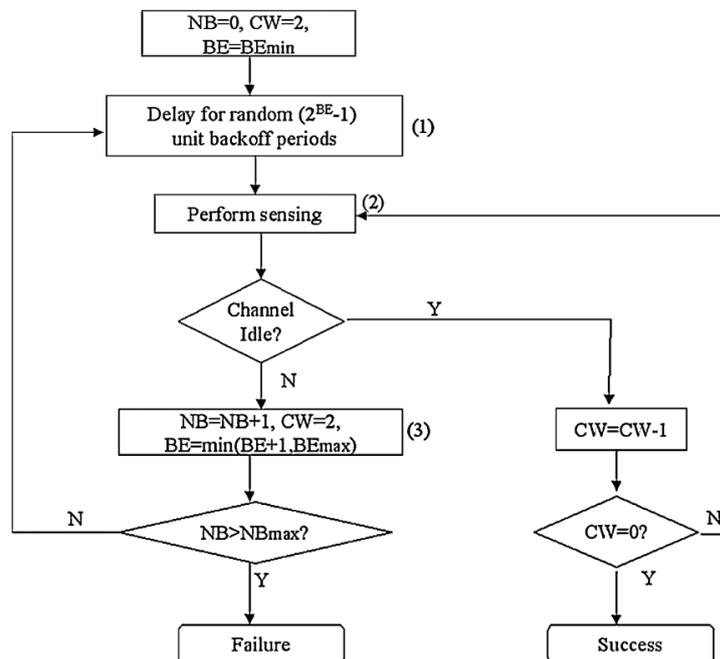 NB=0, CW=2,
BE=BEmin
Delay for random (2^BE-1)
unit backoff periods
(1)
Perform sensing
(2)
Channel
Idle?
Y
N
NB=NB+1, CW=2,
BE=min(BE+1,BEmax)
(3)
CW=CW-1
NB>NBmax?
N
Y
CW=0?
N
Y
Failure
Success